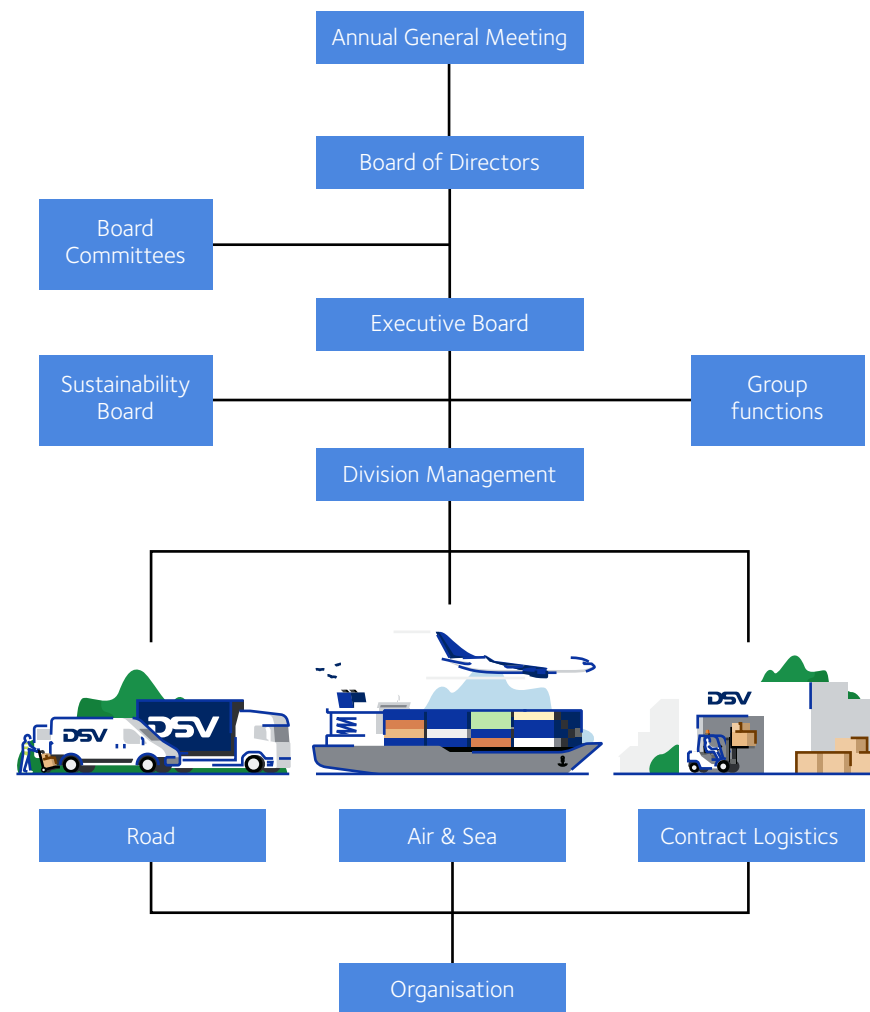 Annual General Meeting
Board of Directors
Board
Committees
Executive Board
Sustainability
Board
Group
functions
Division Management
DSV
DSV
DSV
Road
Air & Sea
Contract Logistics
Organisation